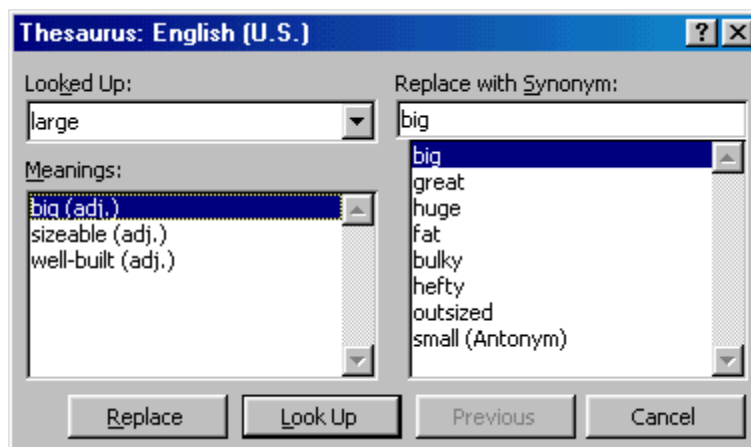 Thesaurus: English (U.S.)
Looked Up:
large
Meanings:
big (adj.)
sizeable (adj.)
well-built (adj.)
Replace with Synonym:
big
big
great
huge
fat
bulky
hefty
outsized
small (Antonym)
Replace
Look Up
Previous
Cancel